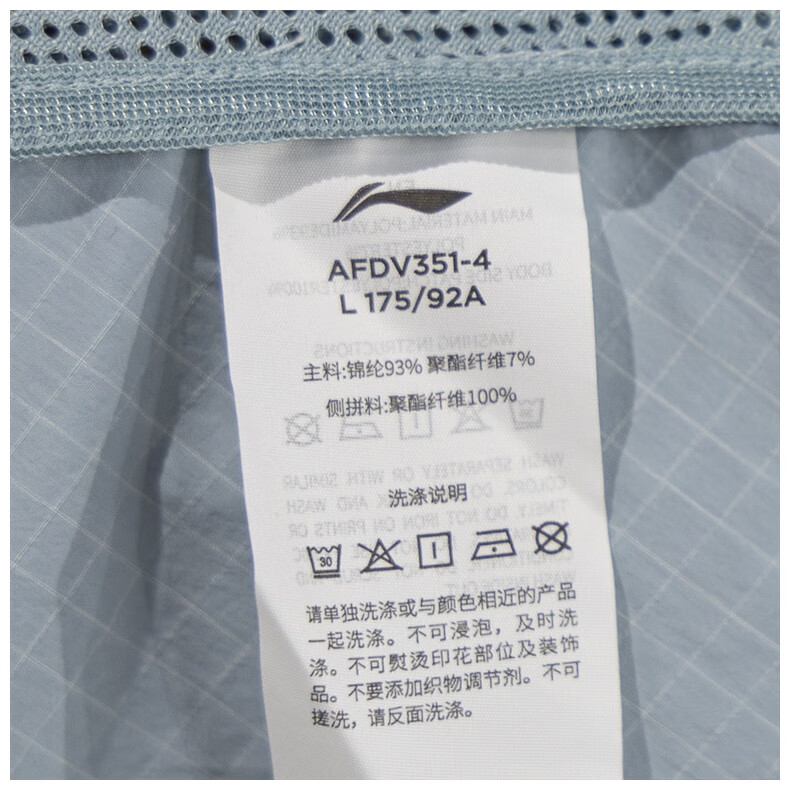 AFDV351-4
L 175/92A
主料:锦纶93% 聚酯纤维7%
侧拼料:聚酯纤维100%
洗涤说明
30
请单独洗涤或与颜色相近的产品
一起洗涤。不可浸泡，及时洗
涤。不可熨烫印花部位及装饰
品。不要添加织物调节剂。不可
搓洗，请反面洗涤。